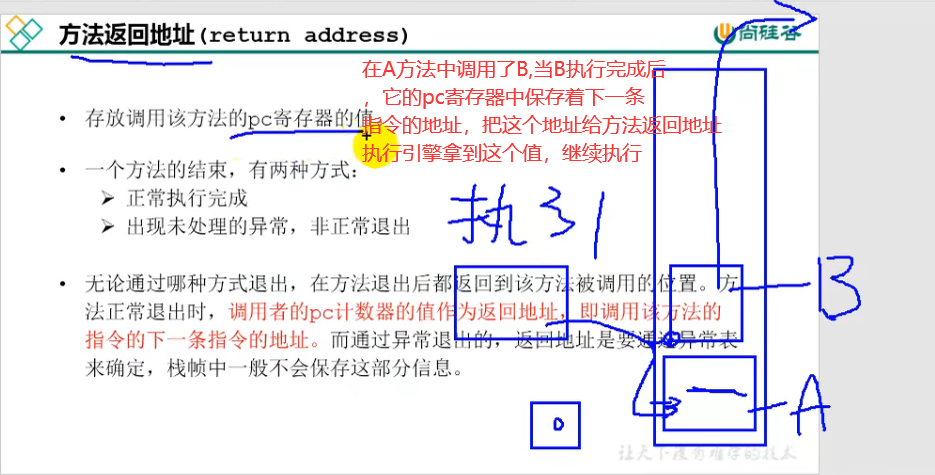 方法返回地址(return address)
尚硅谷
在A方法中调用了B,当B执行完成后
，它的pc寄存器中保存着下一条
指令的地址，把这个地址给方法返回地址
执行引擎拿到这个值，继续执行
• 存放调用该方法的pc寄存器的值
• 一个方法的结束，有两种方式：
➢ 正常执行完成
➢ 出现未处理的异常，非正常退出
执引
• 无论通过哪种方式退出，在方法退出后都返回到该方法被调用的位置。方
法正常退出时，调用者的pc计数器的值作为返回地址，即调用该方法的
指令的下一条指令的地址。而通过异常退出的，返回地址是要通过异常表
来确定，栈帧中一般不会保存这部分信息。
B
A
让天下没有难学的技术